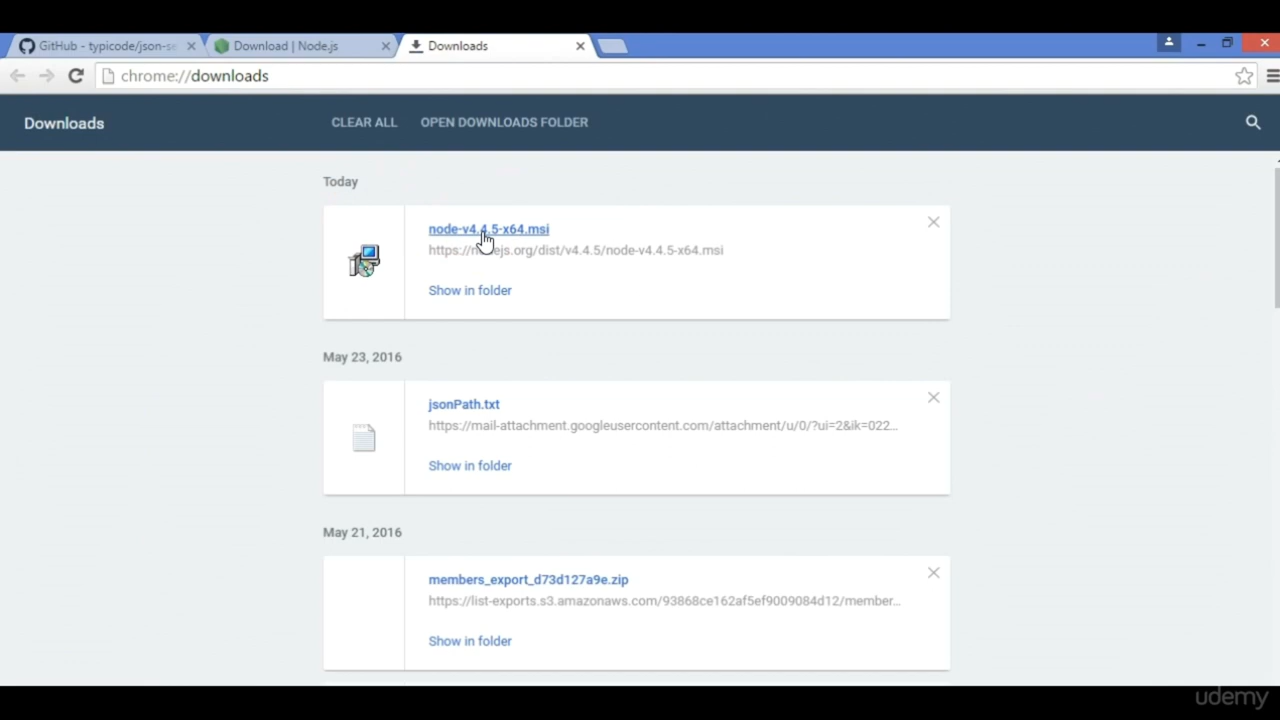 GitHub - typicode/json-se
Download | Node.js
Downloads
chrome://downloads
Downloads
CLEAR ALL
OPEN DOWNLOADS FOLDER
Today
node-v4.4.5-x64.msi
https://nodejs.org/dist/v4.4.5/node-v4.4.5-x64.msi
Show in folder
May 23, 2016
jsonPath.txt
https://mail-attachment.googleusercontent.com/attachment/u/0/?ui=2&ik=022...
Show in folder
May 21, 2016
members_export_d73d127a9e.zip
https://list-exports.s3.amazonaws.com/93868ce162af5ef9009084d12/member...
Show in folder
udemy